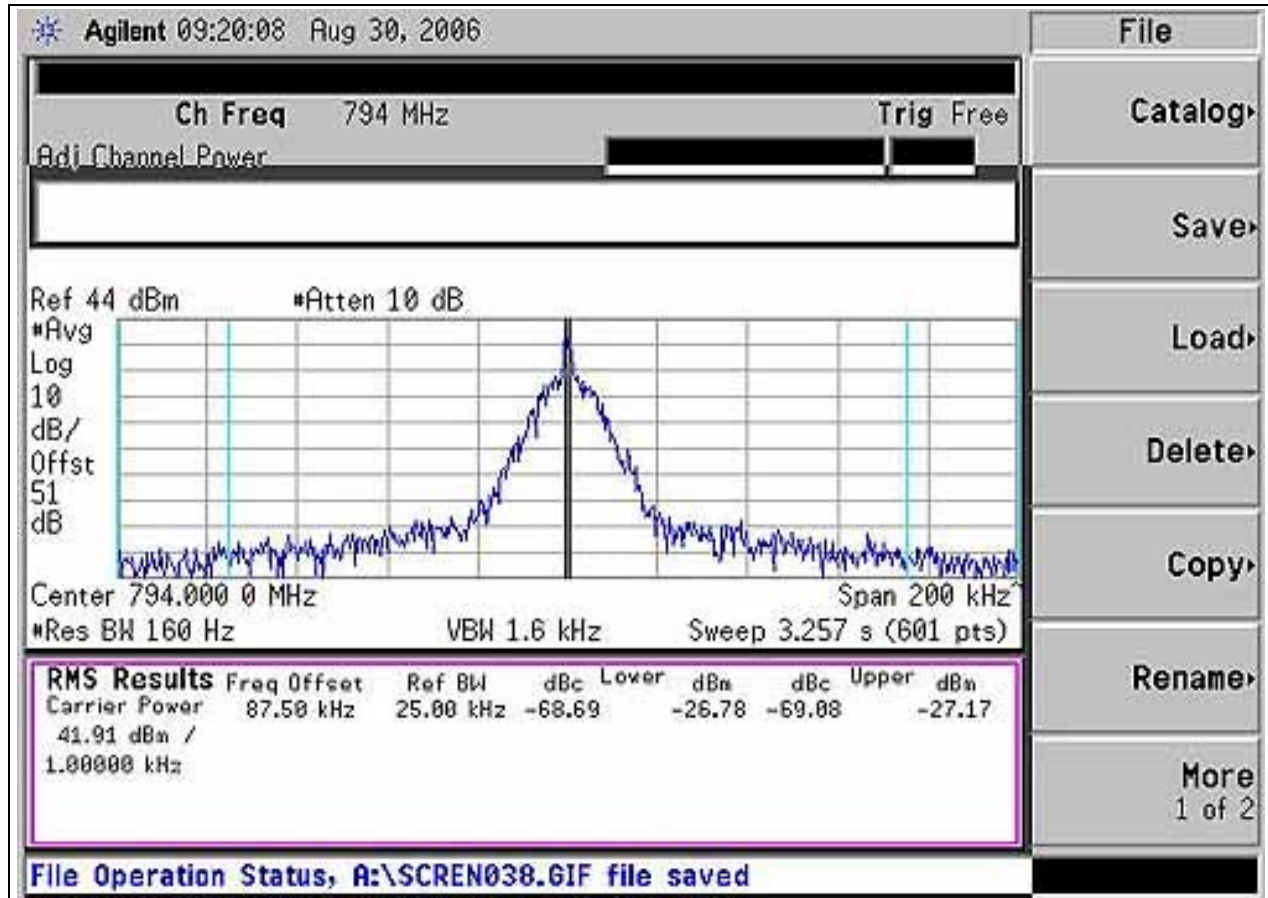 Agilent 09:20:08 Aug 30, 2006
Ch Freq 794 MHz Trig Free
Adj Channel Power
Ref 44 dBm #Atten 10 dB
#Avg
Log
10
dB/
Offst
51
dB
Center 794.000 0 MHz Span 200 kHz^
#Res BW 160 Hz VBW 1.6 kHz Sweep 3.257 s (601 pts)
RMS Results Freq Offset Ref BW dBc Lower dBm dBc Upper dBm
Carrier Power 87.50 kHz 25.00 kHz -68.69 -26.78 -69.08 -27.17
41.91 dBm /
1.00000 kHz
File Operation Status, A:\SCREN038.GIF file saved
File
Catalog
Save
Load
Delete
Copy
Rename
More
1 of 2